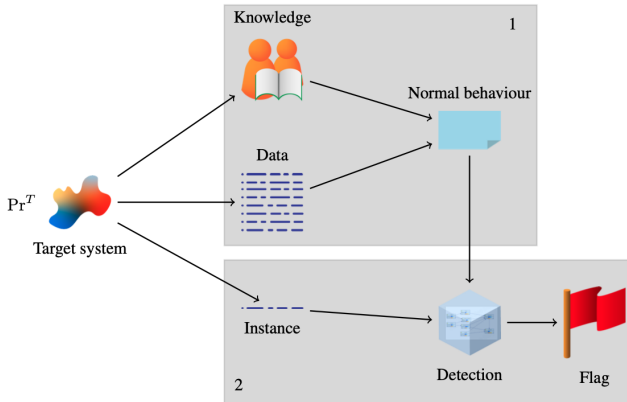 Knowledge
1
Normal behaviour
Data
Pr^T
Target system
Instance
2
Detection
Flag